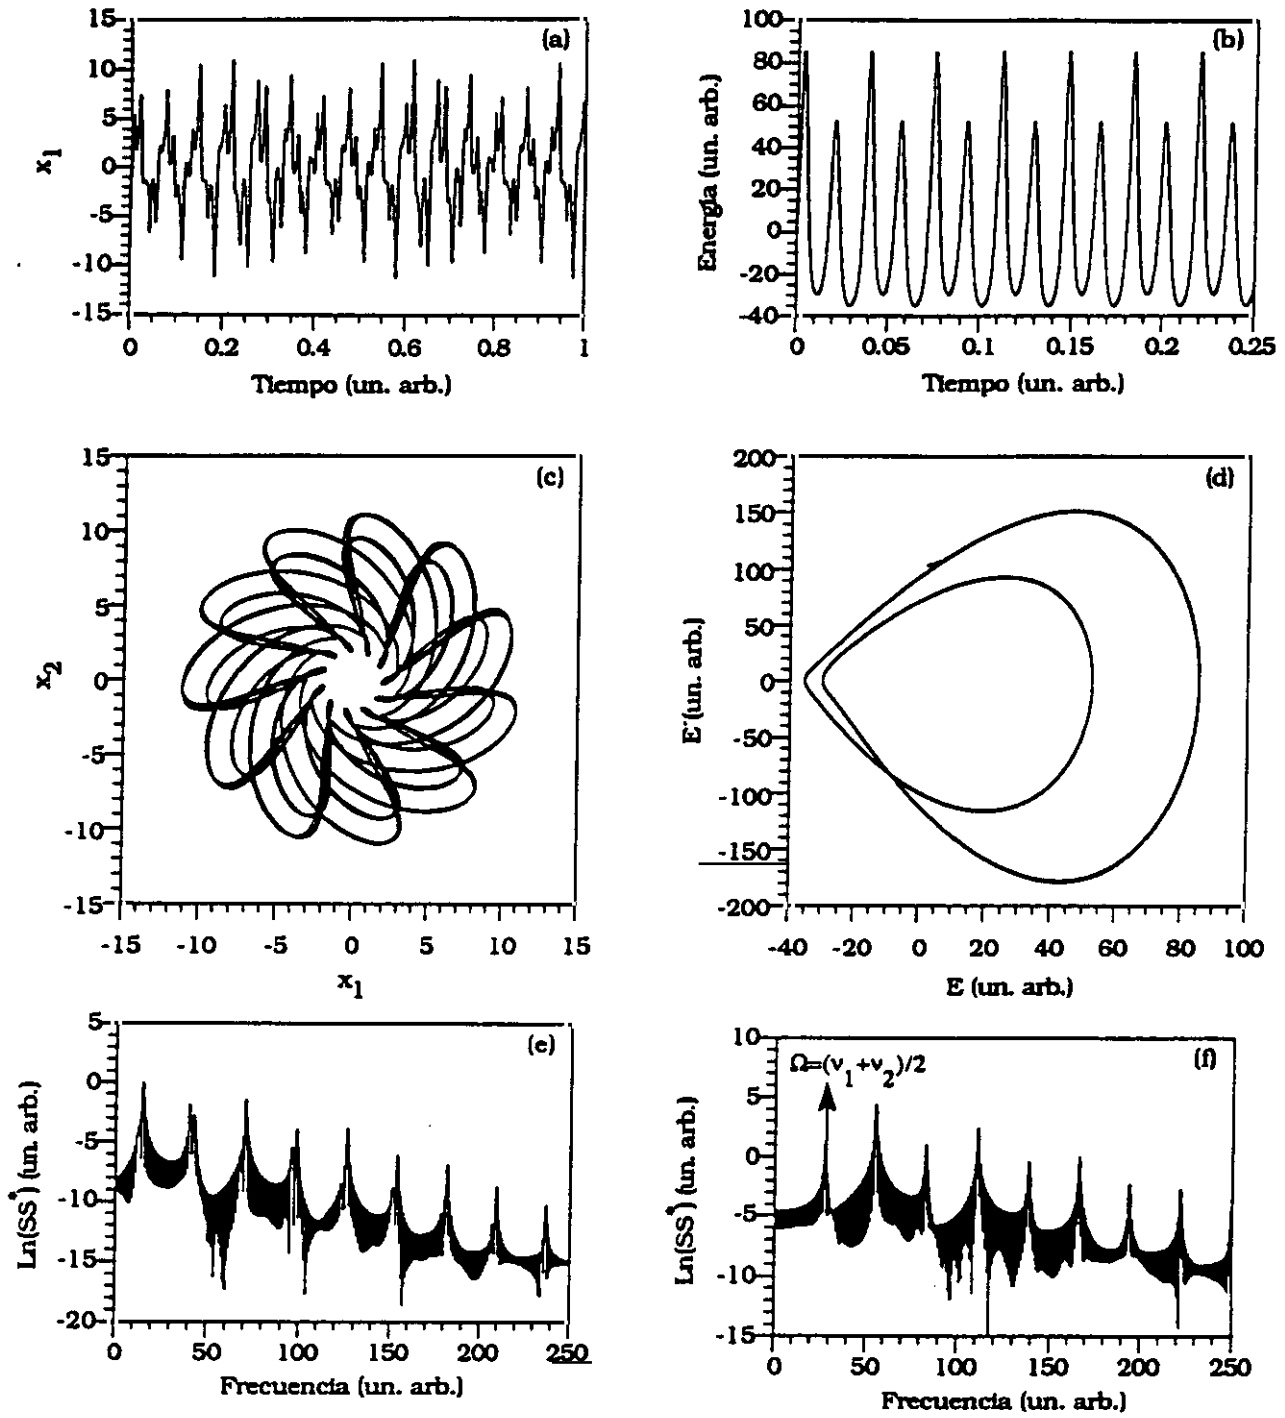 (a)
15
10
5
0
-5
-10
-15
x1
0 0.2 0.4 0.6 0.8 1
Tiempo (un. arb.)
(b)
100
80
60
40
20
0
-20
-40
Energía (un. arb.)
0 0.05 0.1 0.15 0.2 0.25
Tiempo (un. arb.)
(c)
15
10
5
0
-5
-10
-15
x2
-15 -10 -5 0 5 10 15
x1
(d)
200
150
100
50
0
-50
-100
-150
-200
E'(un. arb.)
-40 -20 0 20 40 60 80 100
E (un. arb.)
(e)
5
0
-5
-10
-15
-20
Ln(SS*) (un. arb.)
0 50 100 150 200 250
Frecuencia (un. arb.)
(f)
Ω=(ν1+ν2)/2
10
5
0
-5
-10
-15
Ln(SS*) (un. arb.)
0 50 100 150 200 250
Frecuencia (un. arb.)